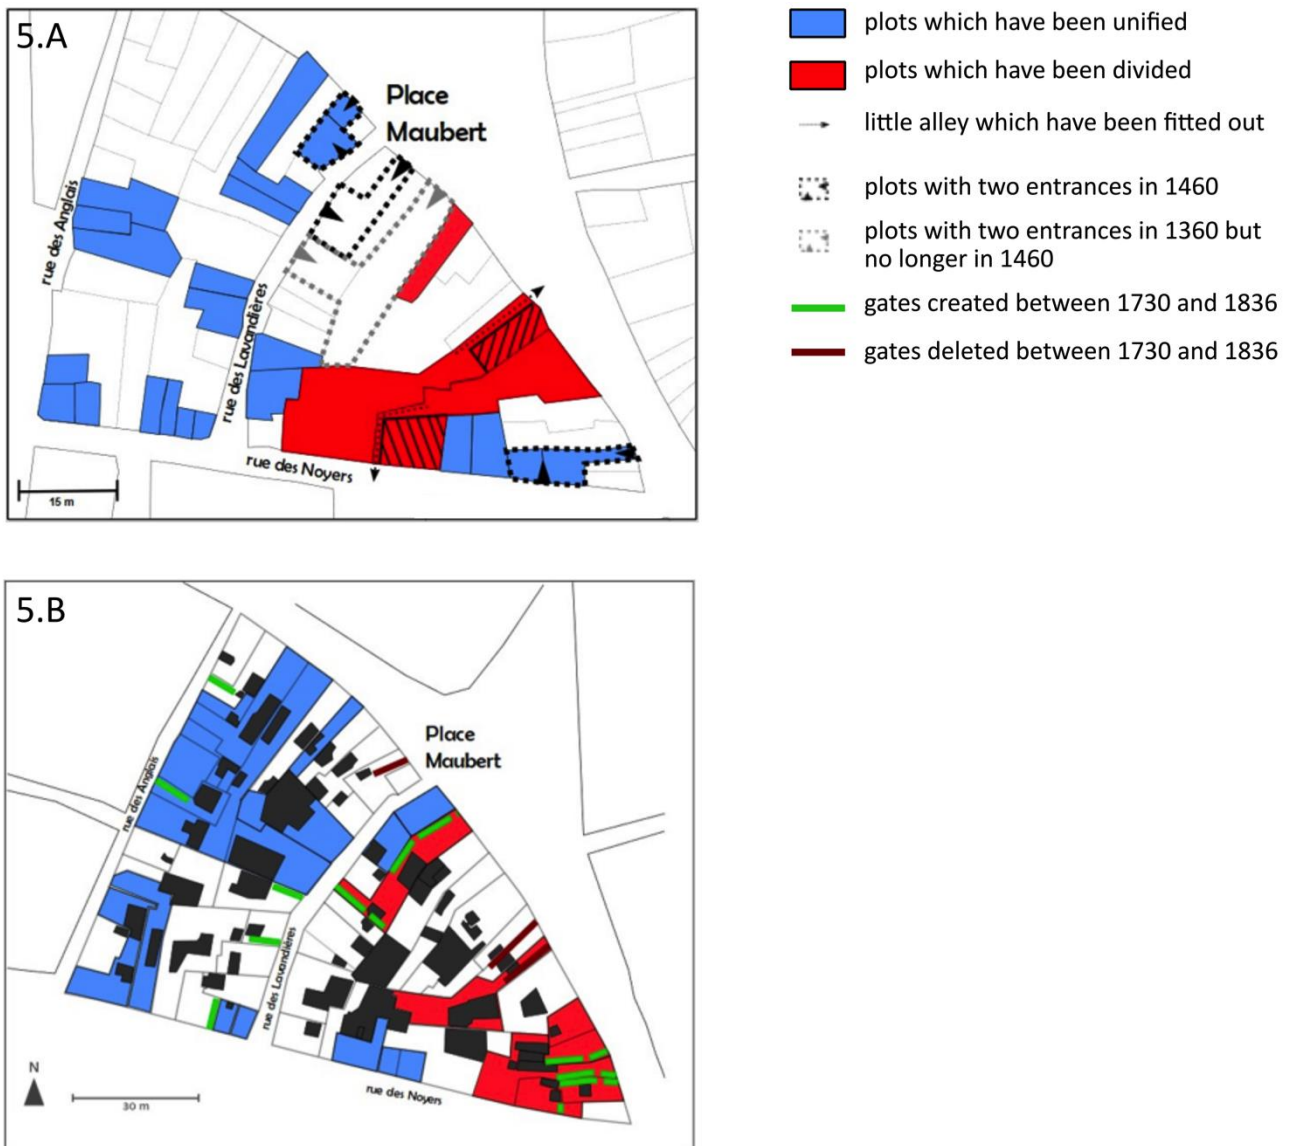 5.A
Place
Maubert
rue des Anglais
rue des Lavandières
rue des Noyers
15 m
plots which have been unified
plots which have been divided
little alley which have been fitted out
plots with two entrances in 1460
plots with two entrances in 1360 but
no longer in 1460
gates created between 1730 and 1836
gates deleted between 1730 and 1836
5.B
Place
Maubert
rue des Anglais
rue des Lavandières
rue des Noyers
N
30 m